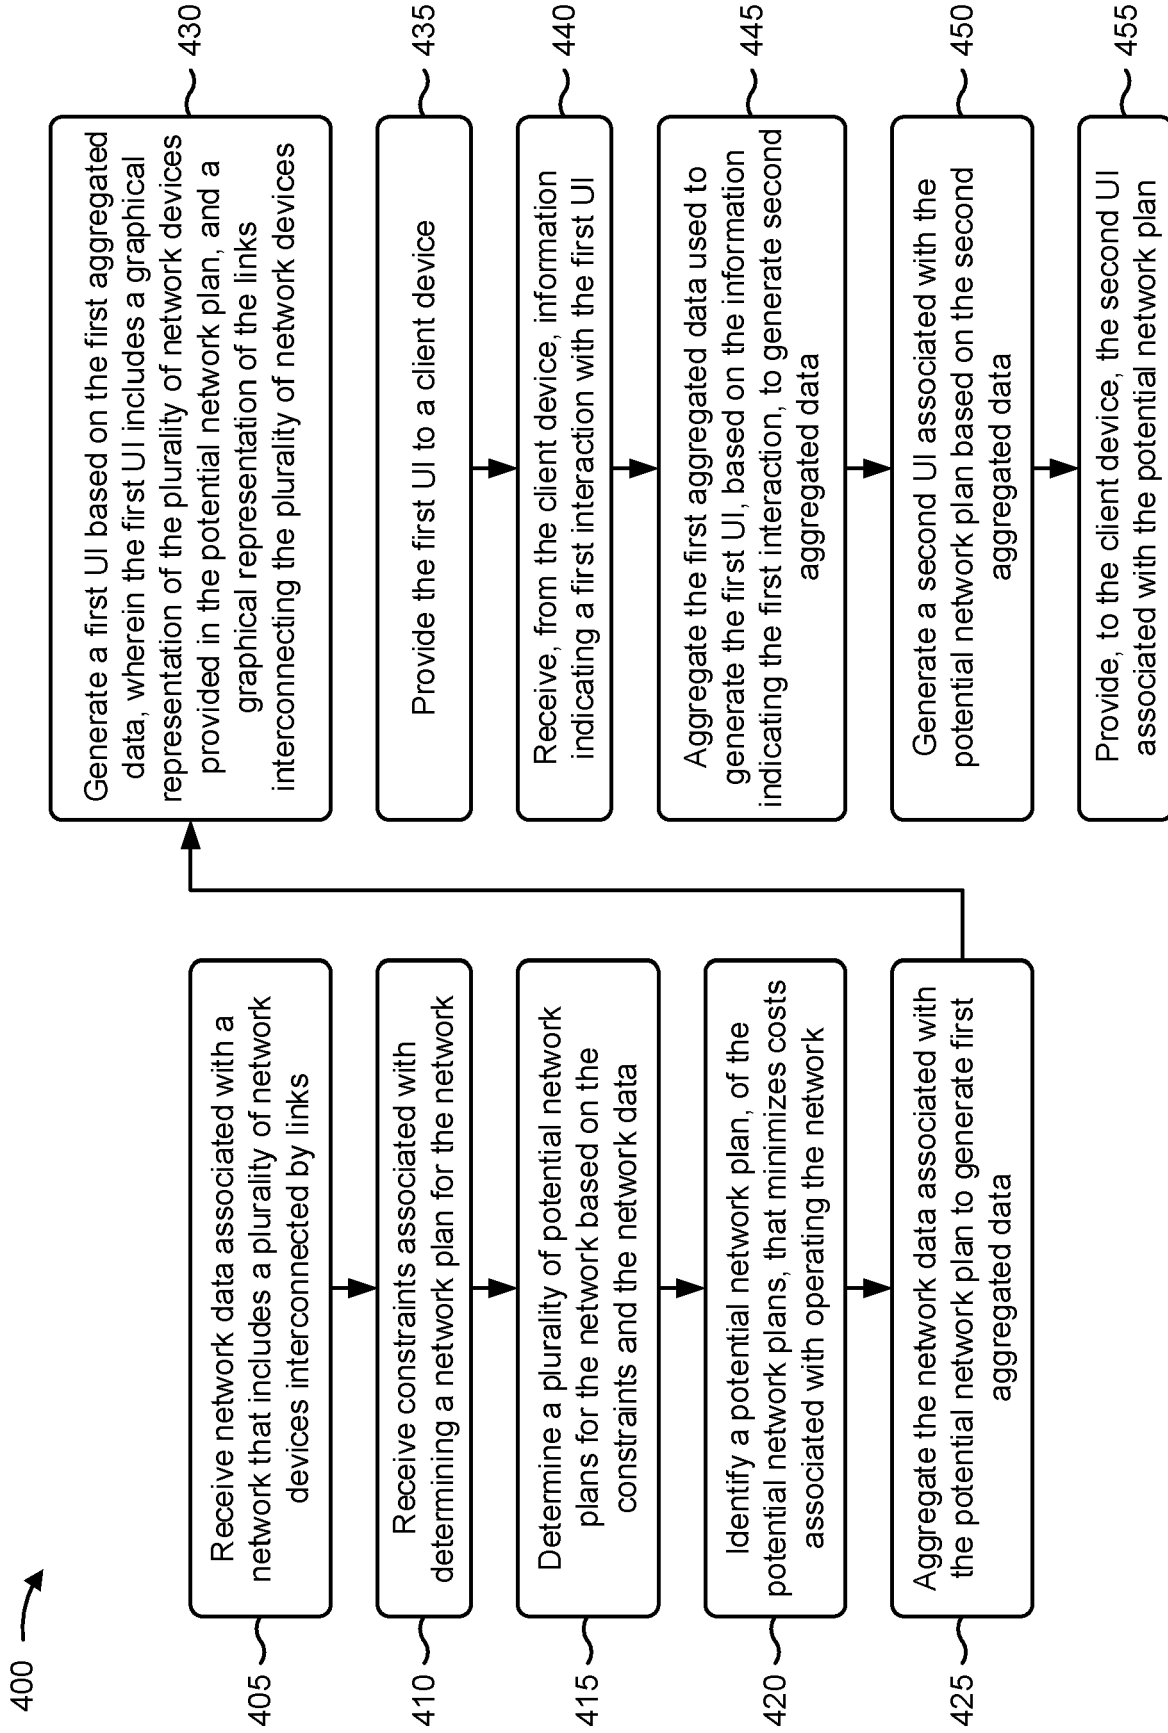 400
405
Receive network data associated with a
network that includes a plurality of network
devices interconnected by links
410
Receive constraints associated with
determining a network plan for the network
415
Determine a plurality of potential network
plans for the network based on the
constraints and the network data
420
Identify a potential network plan, of the
potential network plans, that minimizes costs
associated with operating the network
425
Aggregate the network data associated with
the potential network plan to generate first
aggregated data
Generate a first UI based on the first aggregated
data, wherein the first UI includes a graphical
representation of the plurality of network devices
provided in the potential network plan, and a
graphical representation of the links
interconnecting the plurality of network devices
430
Provide the first UI to a client device
435
Receive, from the client device, information
indicating a first interaction with the first UI
440
Aggregate the first aggregated data used to
generate the first UI, based on the information
indicating the first interaction, to generate second
aggregated data
445
Generate a second UI associated with the
potential network plan based on the second
aggregated data
450
Provide, to the client device, the second UI
associated with the potential network plan
455